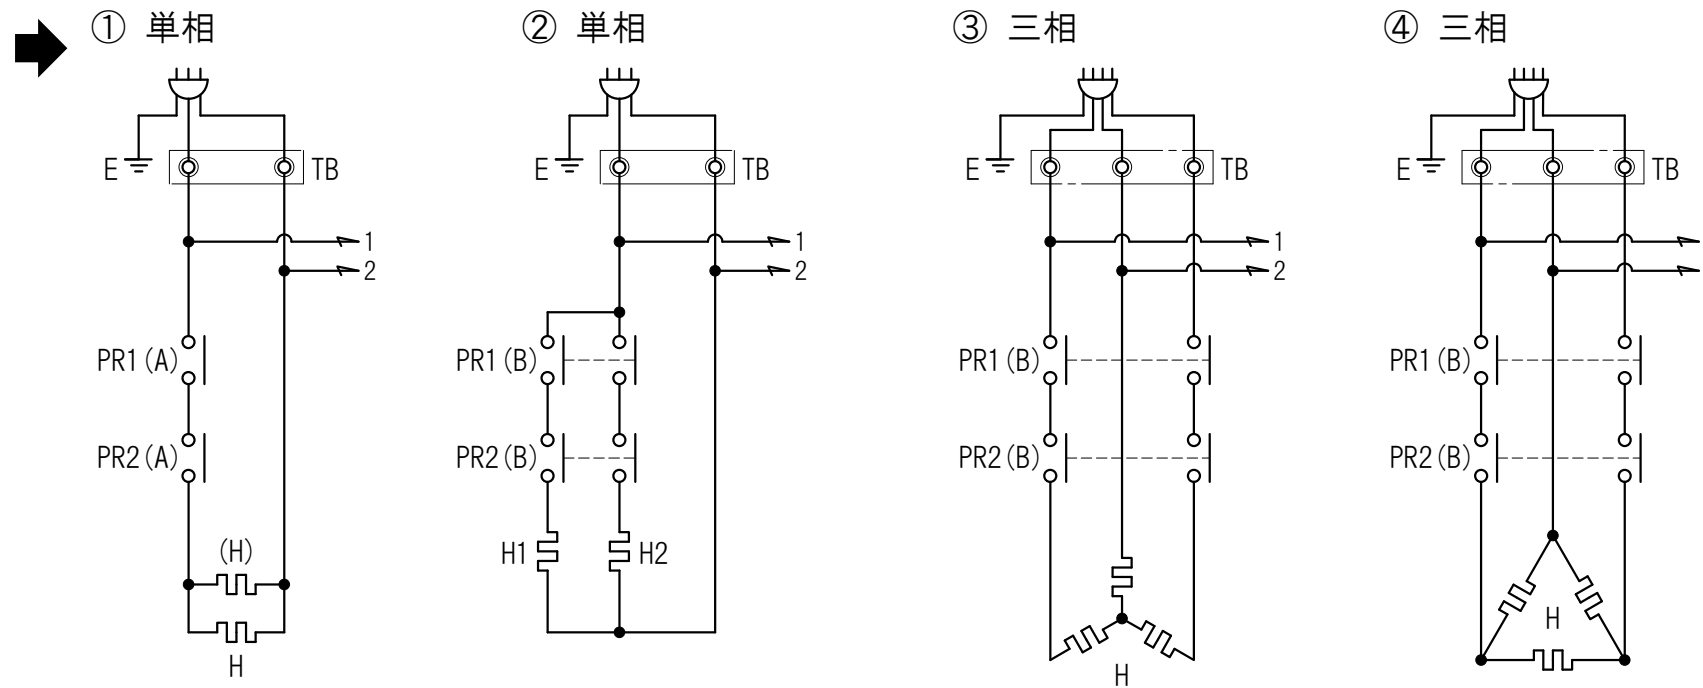 ① 単相
② 単相
③ 三相
④ 三相
E
TB
E
TB
E
TB
E
TB
1
2
1
2
1
2
PR1(A)
PR1(B)
PR1(B)
PR1(B)
PR2(A)
PR2(B)
PR2(B)
PR2(B)
(H)
H
H1
H2
H
H